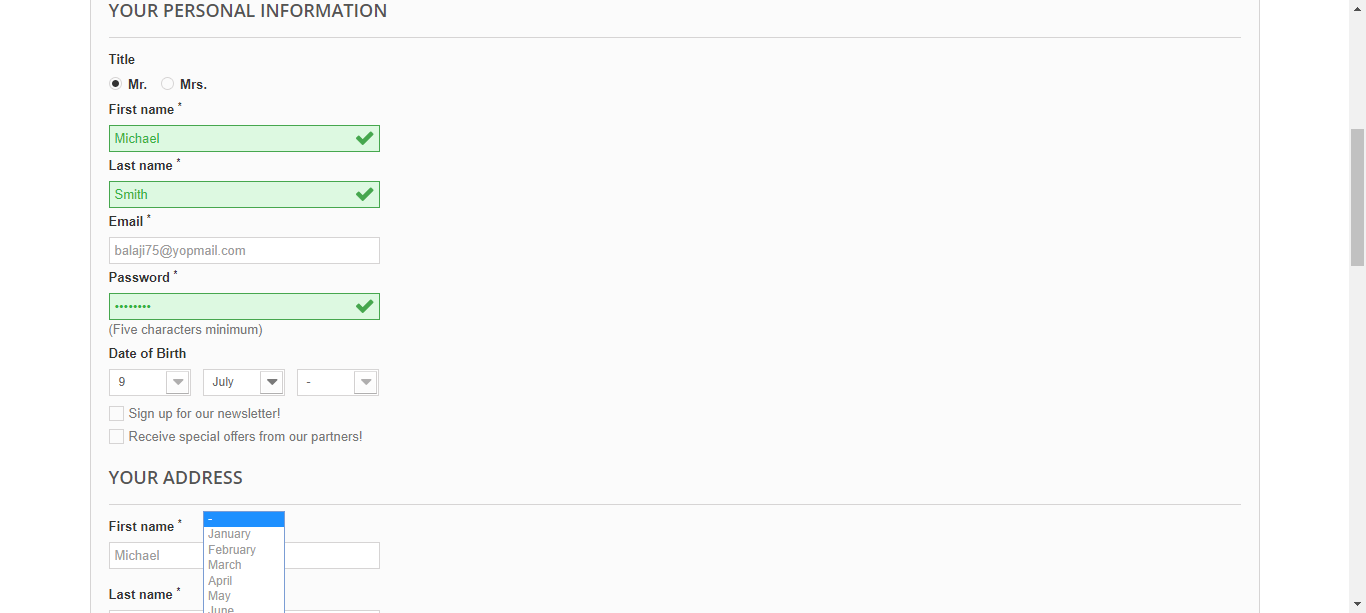 YOUR PERSONAL INFORMATION
Title
Mr. Mrs.
First name *
Michael
Last name *
Smith
Email *
balaji75@yopmail.com
Password *
••••••••
(Five characters minimum)
Date of Birth
9 July -
Sign up for our newsletter!
Receive special offers from our partners!
YOUR ADDRESS
First name *
-
January
Michael
February
March
April
Last name *
May
June